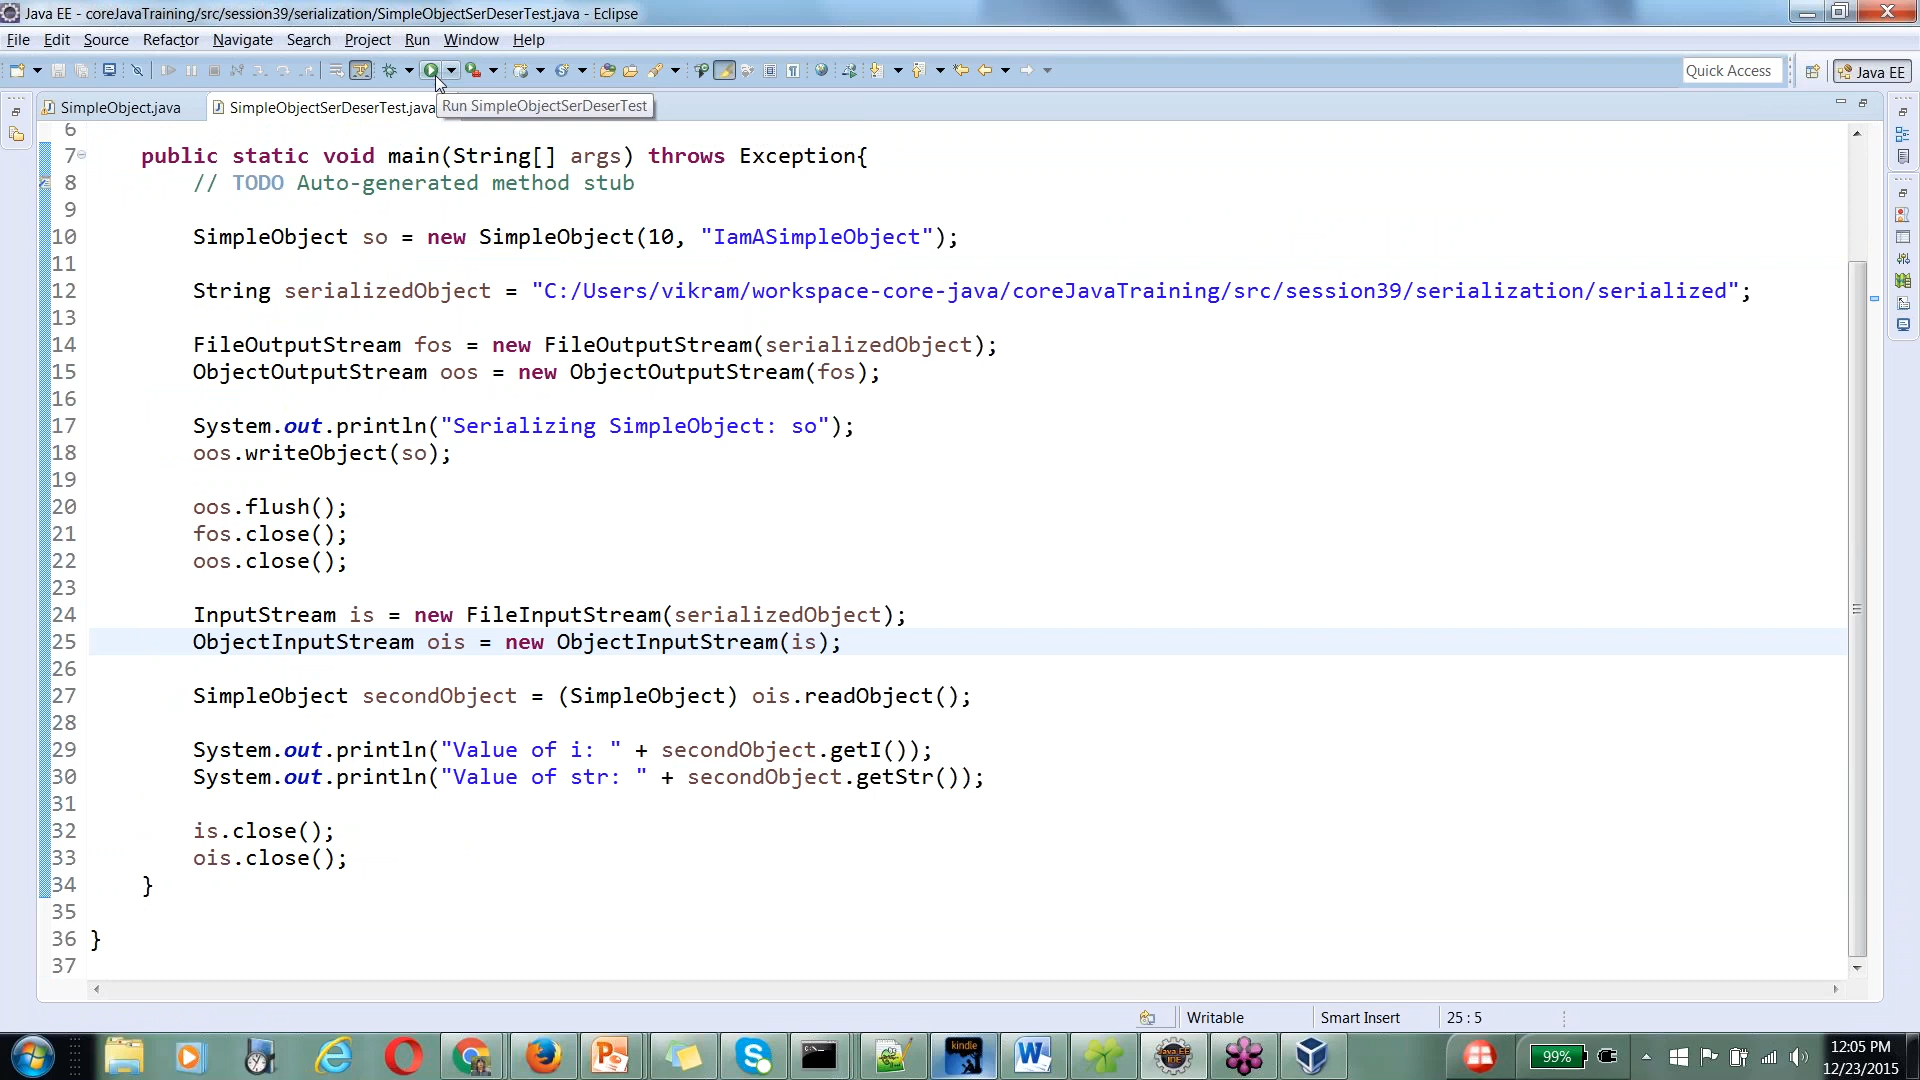 Java EE - coreJavaTraining/src/session39/serialization/SimpleObjectSerDeserTest.java - Eclipse
File Edit Source Refactor Navigate Search Project Run Window Help
Quick Access Java EE
SimpleObject.java SimpleObjectSerDeserTest.java Run SimpleObjectSerDeserTest
6
7 public static void main(String[] args) throws Exception{
8 // TODO Auto-generated method stub
9
10 SimpleObject so = new SimpleObject(10, "IamASimpleObject");
11
12 String serializedObject = "C:/Users/vikram/workspace-core-java/coreJavaTraining/src/session39/serialization/serialized";
13
14 FileOutputStream fos = new FileOutputStream(serializedObject);
15 ObjectOutputStream oos = new ObjectOutputStream(fos);
16
17 System.out.println("Serializing SimpleObject: so");
18 oos.writeObject(so);
19
20 oos.flush();
21 fos.close();
22 oos.close();
23
24 InputStream is = new FileInputStream(serializedObject);
25 ObjectInputStream ois = new ObjectInputStream(is);
26
27 SimpleObject secondObject = (SimpleObject) ois.readObject();
28
29 System.out.println("Value of i: " + secondObject.getI());
30 System.out.println("Value of str: " + secondObject.getStr());
31
32 is.close();
33 ois.close();
34 }
35
36 }
37
Writable Smart Insert 25 : 5
kindle Java EE IDE 99% 12:05 PM
12/23/2015